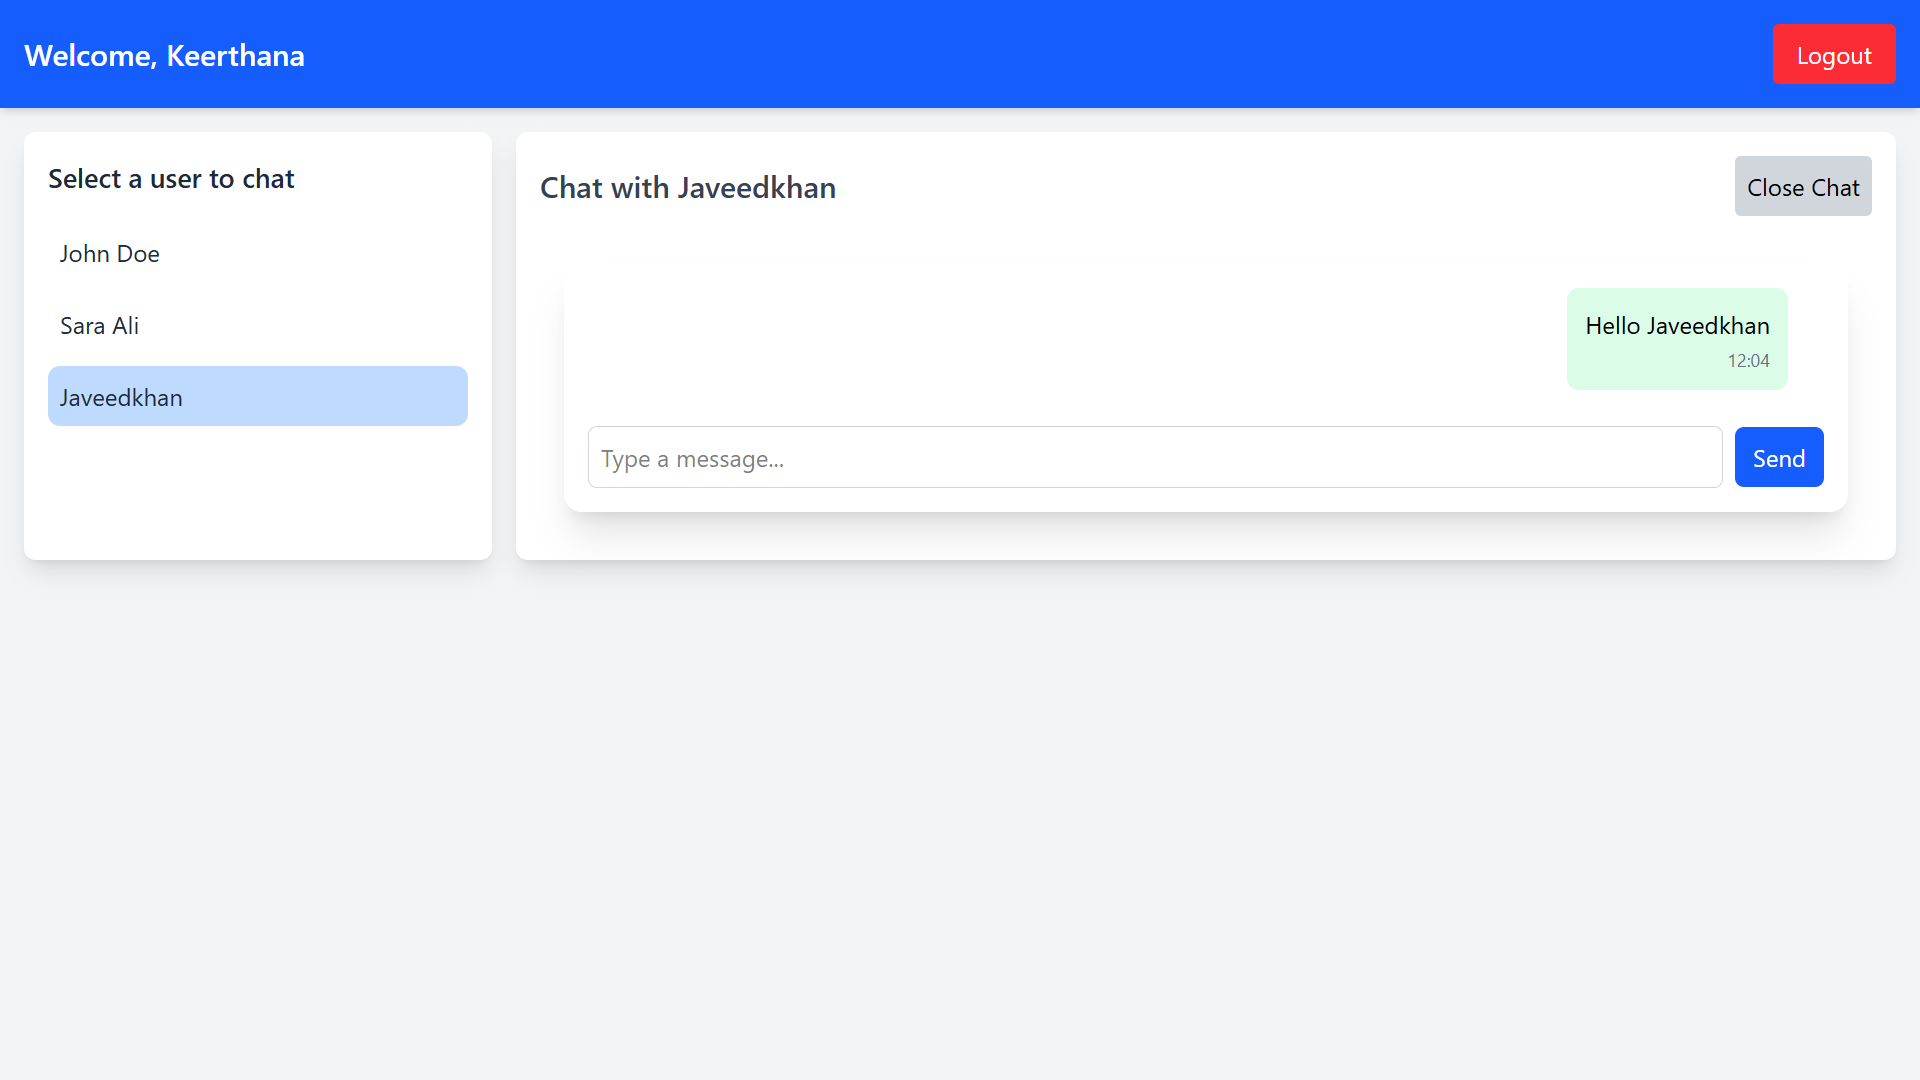 Welcome, Keerthana
Logout
Select a user to chat
John Doe
Sara Ali
Javeedkhan
Chat with Javeedkhan
Close Chat
Hello Javeedkhan
12:04
Type a message...
Send